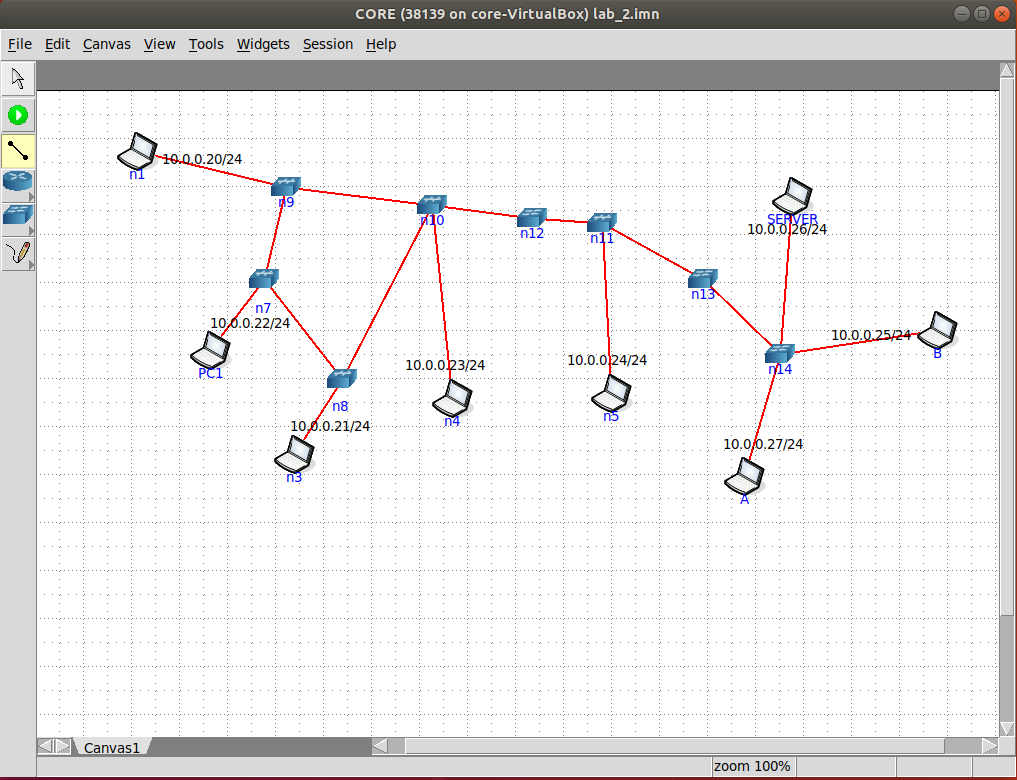 CORE (38139 on core-VirtualBox) lab_2.imn
File Edit Canvas View Tools Widgets Session Help
n1
10.0.0.20/24
n9
n10
n12
n11
SERVER
10.0.0.26/24
n13
n7
10.0.0.22/24
PC1
n8
10.0.0.21/24
n3
10.0.0.23/24
n4
10.0.0.24/24
n5
10.0.0.25/24
B
n14
10.0.0.27/24
A
Canvas1
zoom 100%